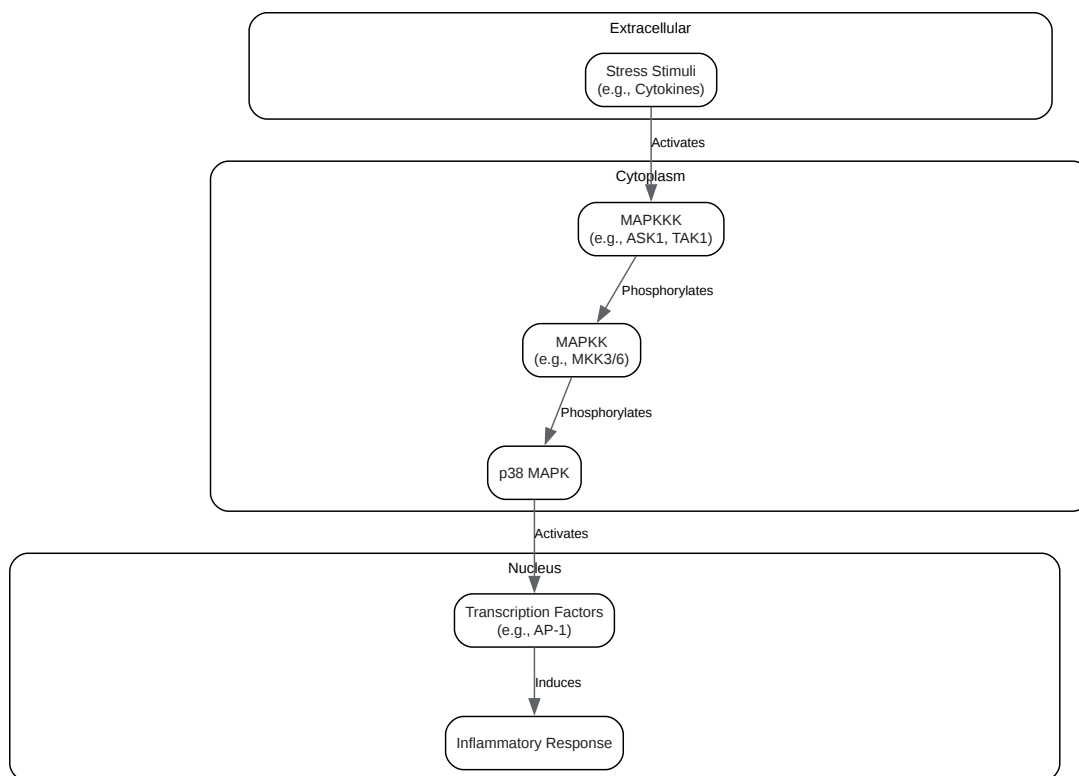 Extracellular
Stress Stimuli
(e.g., Cytokines)
Activates
Cytoplasm
MAPKKK
(e.g., ASK1, TAK1)
Phosphorylates
MAPKK
(e.g., MKK3/6)
Phosphorylates
p38 MAPK
Activates
Nucleus
Transcription Factors
(e.g., AP-1)
Induces
Inflammatory Response